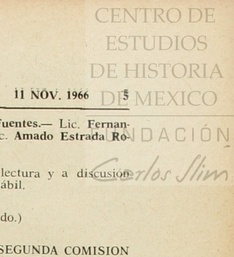 CENTRO DE
ESTUDIOS
DE HISTORIA
11 NOV. 1966 5
DE MEXICO
Fuentes.— Lic. Fernan-
c. Amado Estrada Ro-
FUNDACIÓN
Carlos Slim
lectura y a discusión
ábil.
do.)
SEGUNDA COMISION